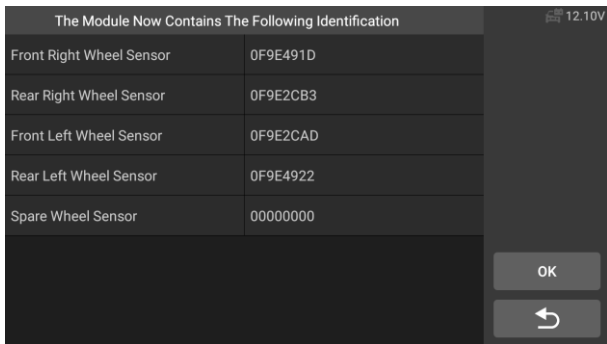 The Module Now Contains The Following Identification
12.10V
Front Right Wheel Sensor 0F9E491D
Rear Right Wheel Sensor 0F9E2CB3
Front Left Wheel Sensor 0F9E2CAD
Rear Left Wheel Sensor 0F9E4922
Spare Wheel Sensor 00000000
OK